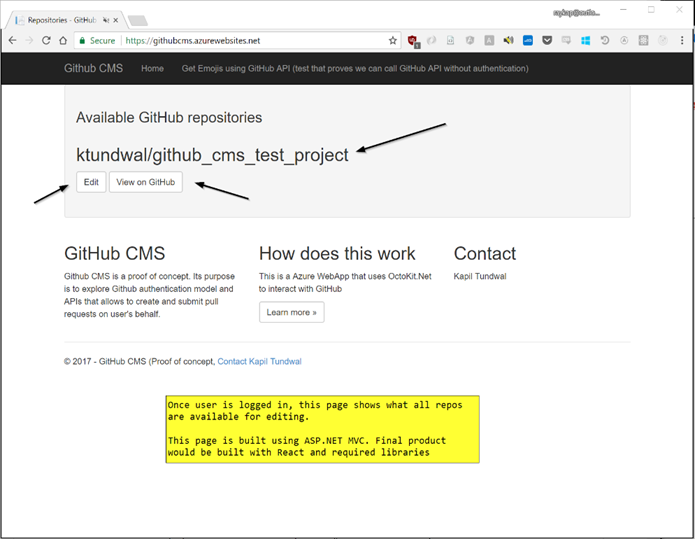 Repositories - GitHub
Secure https://githubcms.azurewebsites.net
Github CMS Home Get Emojis using GitHub API (test that proves we can call GitHub API without authentication)
Available GitHub repositories
ktundwal/github_cms_test_project
Edit View on GitHub
GitHub CMS
Github CMS is a proof of concept. Its purpose
is to explore Github authentication model and
APIs that allows to create and submit pull
requests on user's behalf.
How does this work
This is a Azure WebApp that uses OctoKit.Net
to interact with GitHub
Learn more »
Contact
Kapil Tundwal
© 2017 - GitHub CMS (Proof of concept, Contact Kapil Tundwal
Once user is logged in, this page shows what all repos
are available for editing.
This page is built using ASP.NET MVC. Final product
would be built with React and required libraries